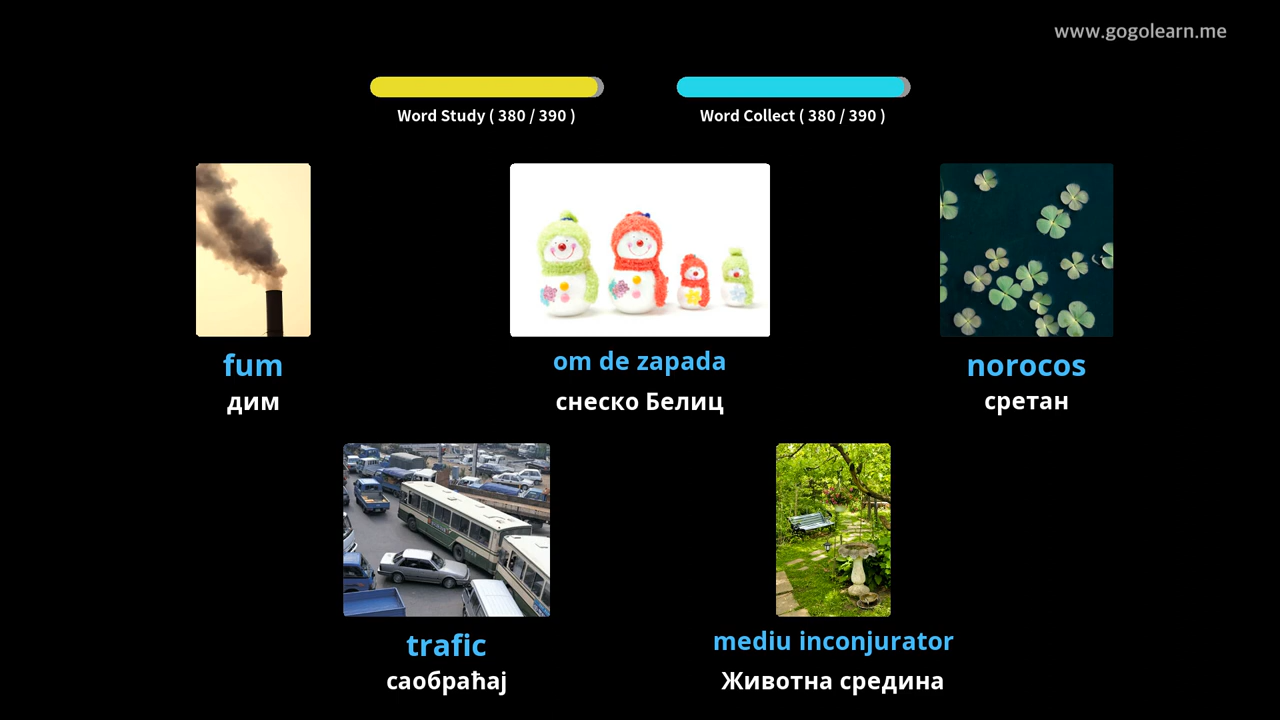 www.gogolearn.me
Word Study ( 380 / 390 )
Word Collect ( 380 / 390 )
fum
дим
om de zapada
снеско Белиц
norocos
сретан
trafic
саобраћај
mediu inconjurator
Животна средина